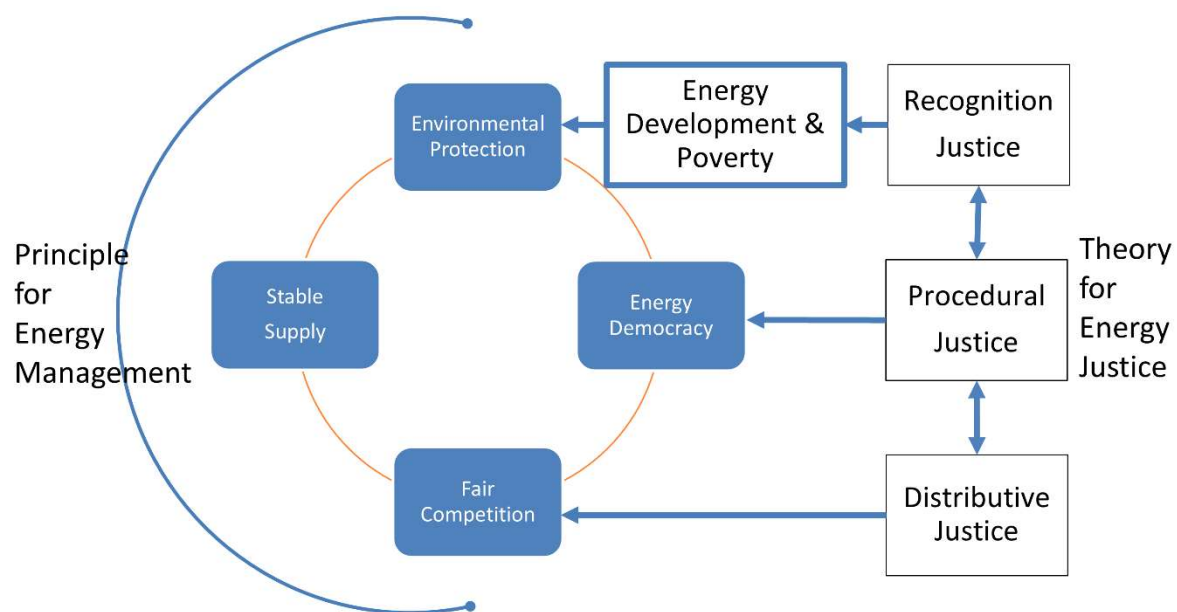 Environmental
Protection
Energy
Development &
Poverty
Recognition
Justice
Principle
for
Energy
Management
Stable
Supply
Energy
Democracy
Procedural
Justice
Theory
for
Energy
Justice
Fair
Competition
Distributive
Justice